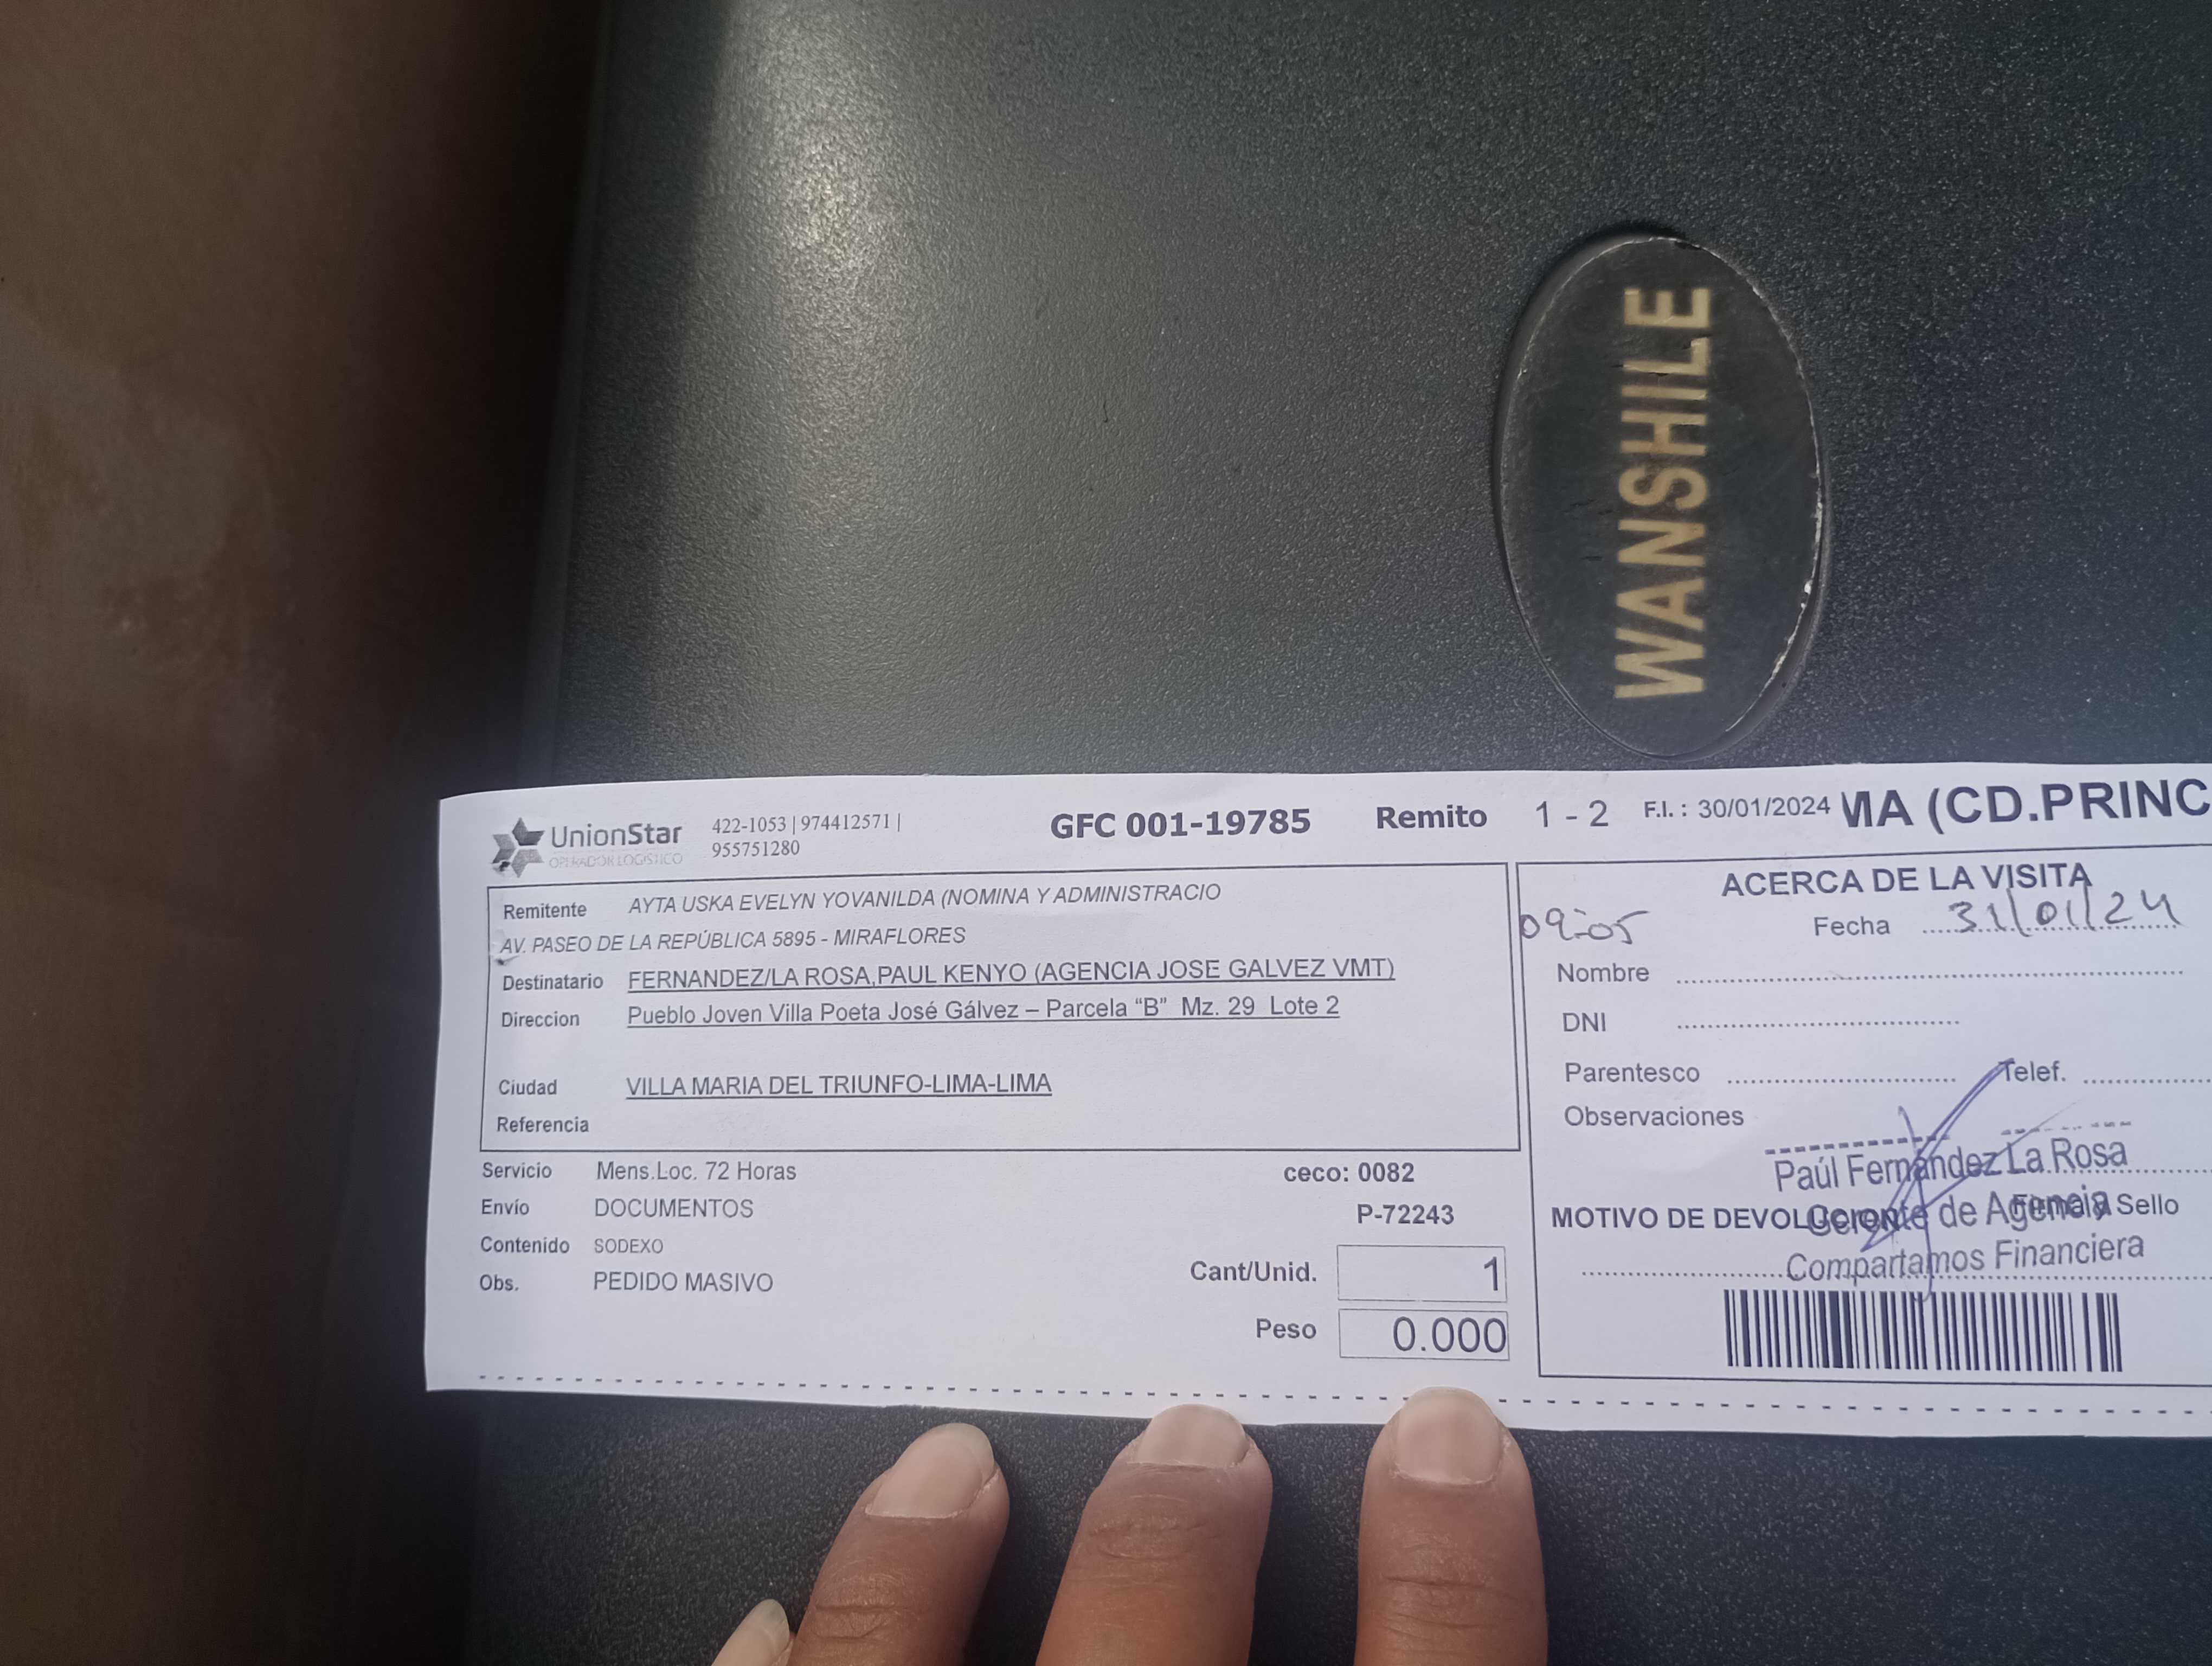 WANSHILE
UnionStar
OPERADOR LOGISTICO
422-1053 | 974412571 |
955751280
GFC 001-19785 Remito 1 - 2 F.I. : 30/01/2024 MA (CD.PRINC
Remitente AYTA USKA EVELYN YOVANILDA (NOMINA Y ADMINISTRACIO
AV. PASEO DE LA REPÚBLICA 5895 - MIRAFLORES
Destinatario FERNANDEZ/LA ROSA,PAUL KENYO (AGENCIA JOSE GALVEZ VMT)
Direccion Pueblo Joven Villa Poeta José Gálvez – Parcela “B” Mz. 29 Lote 2
Ciudad VILLA MARIA DEL TRIUNFO-LIMA-LIMA
Referencia
Servicio Mens.Loc. 72 Horas ceco: 0082
Envío DOCUMENTOS P-72243
Contenido SODEXO
Obs. PEDIDO MASIVO
Cant/Unid. 1
Peso 0.000
ACERCA DE LA VISITA
09:05 Fecha 31/01/24
Nombre
DNI
Parentesco Telef.
Observaciones
Paúl Fernández La Rosa
MOTIVO DE Sello
Gerente de Agencia
Compartamos Financiera